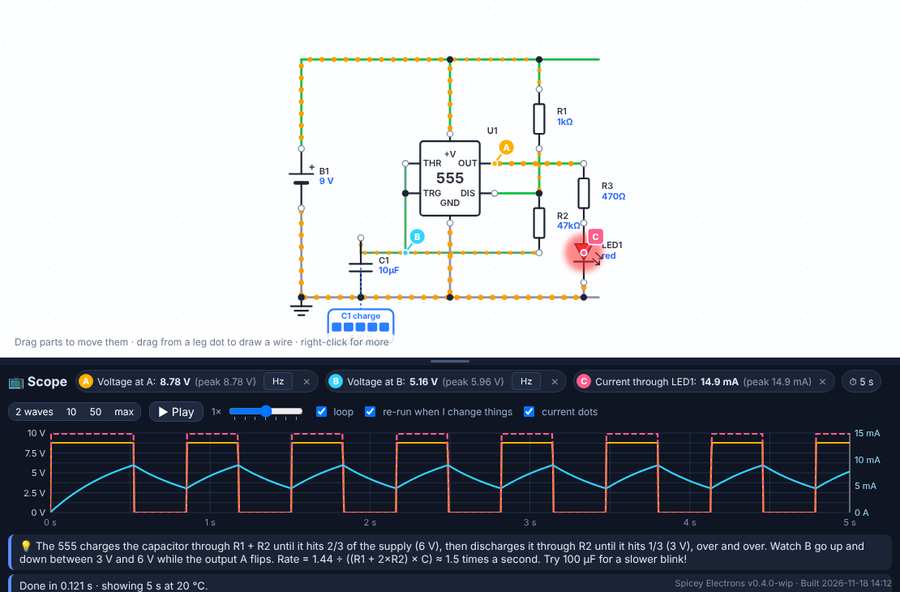 U1
R1
1kΩ
+V
THR
OUT
A
555
B1
9 V
TRG
DIS
GND
R3
470Ω
R2
47kΩ
B
C
LED1
red
C1
10µF
C1 charge
Drag parts to move them · drag from a leg dot to draw a wire · right-click for more
Scope
A Voltage at A: 8.78 V (peak 8.78 V) Hz ×
B Voltage at B: 5.16 V (peak 5.96 V) Hz ×
C Current through LED1: 14.9 mA (peak 14.9 mA) ×
5 s
2 waves 10 50 max
Play
1×
loop
re-run when I change things
current dots
10 V
7.5 V
5 V
2.5 V
0 V
15 mA
10 mA
5 mA
0 A
0 s
1 s
2 s
3 s
4 s
5 s
The 555 charges the capacitor through R1 + R2 until it hits 2/3 of the supply (6 V), then discharges it through R2 until it hits 1/3 (3 V), over and over. Watch B go up and
down between 3 V and 6 V while the output A flips. Rate = 1.44 ÷ ((R1 + 2×R2) × C) ≈ 1.5 times a second. Try 100 µF for a slower blink!
Done in 0.121 s · showing 5 s at 20 °C.
Spicey Electrons v0.4.0-wip · Built 2026-11-18 14:12